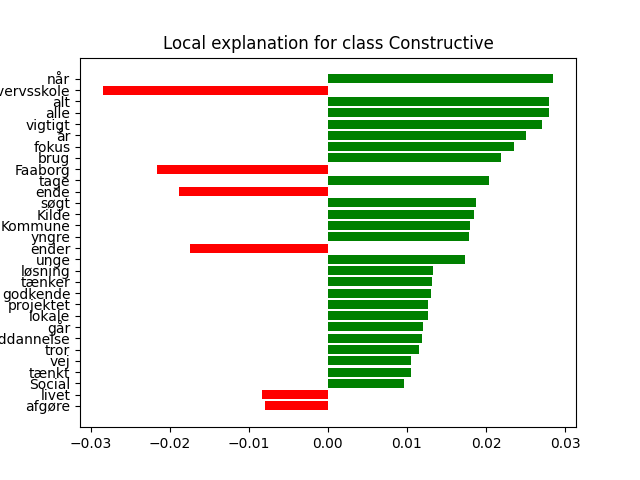 Local explanation for class Constructive
når
vervsskole
alt
alle
vigtigt
år
fokus
brug
Faaborg
tage
ende
søgt
Kilde
Kommune
yngre
ender
unge
løsning
tænker
godkende
projektet
lokale
går
ddannelse
tror
vej
tænkt
Social
livet
afgøre
−0.03 −0.02 −0.01 0.00 0.01 0.02 0.03